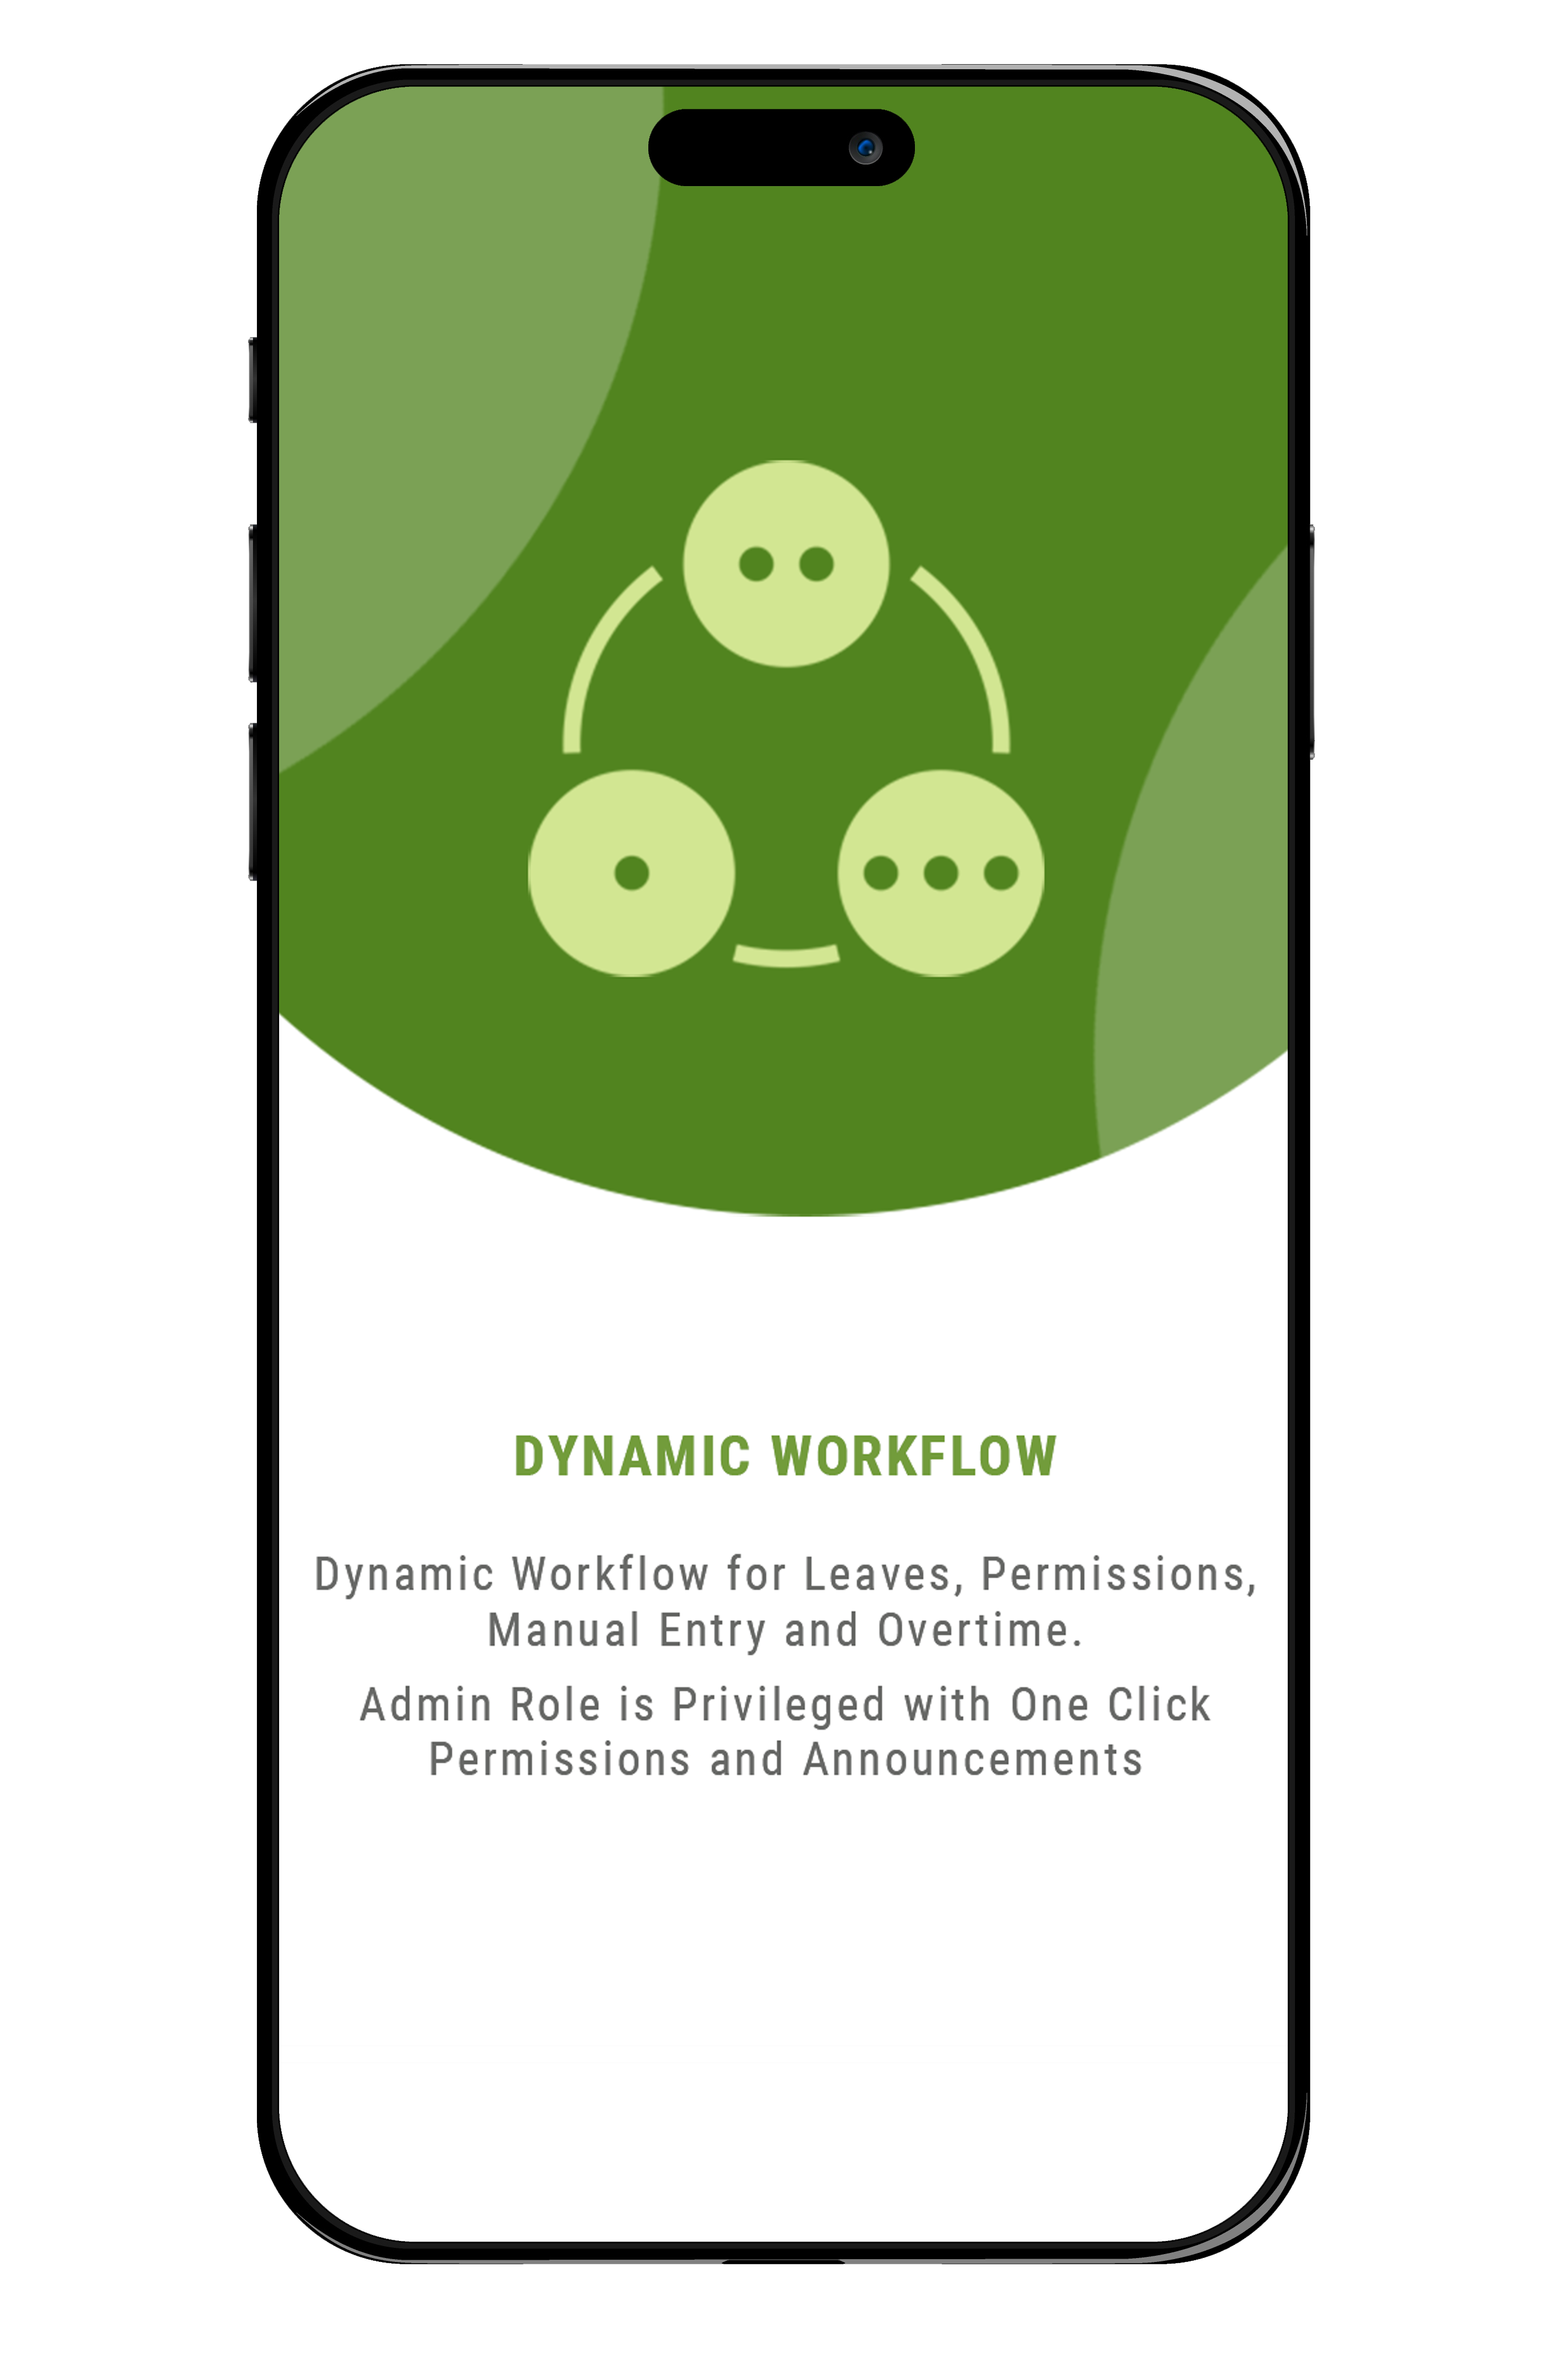 DYNAMIC WORKFLOW
Dynamic Workflow for Leaves, Permissions,
Manual Entry and Overtime.
Admin Role is Privileged with One Click
Permissions and Announcements